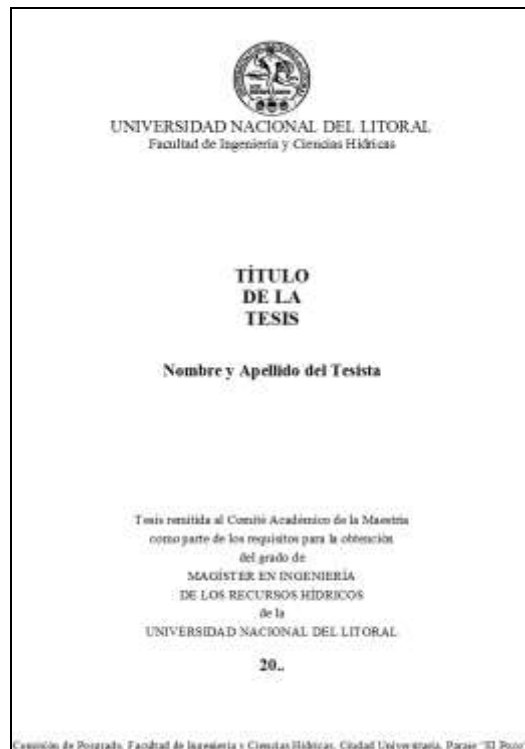 UNIVERSIDAD NACIONAL DEL LITORAL
Facultad de Ingeniería y Ciencias Hídricas
TÍTULO
DE LA
TESIS
Nombre y Apellido del Tesista
Tesis remitida al Comité Académico de la Maestría
como parte de los requisitos para la obtención
del grado de
MAGÍSTER EN INGENIERÍA
DE LOS RECURSOS HÍDRICOS
de la
UNIVERSIDAD NACIONAL DEL LITORAL
20..
Comisión de Posgrado, Facultad de Ingeniería y Ciencias Hídricas, Ciudad Universitaria, Paraje "El Pozo